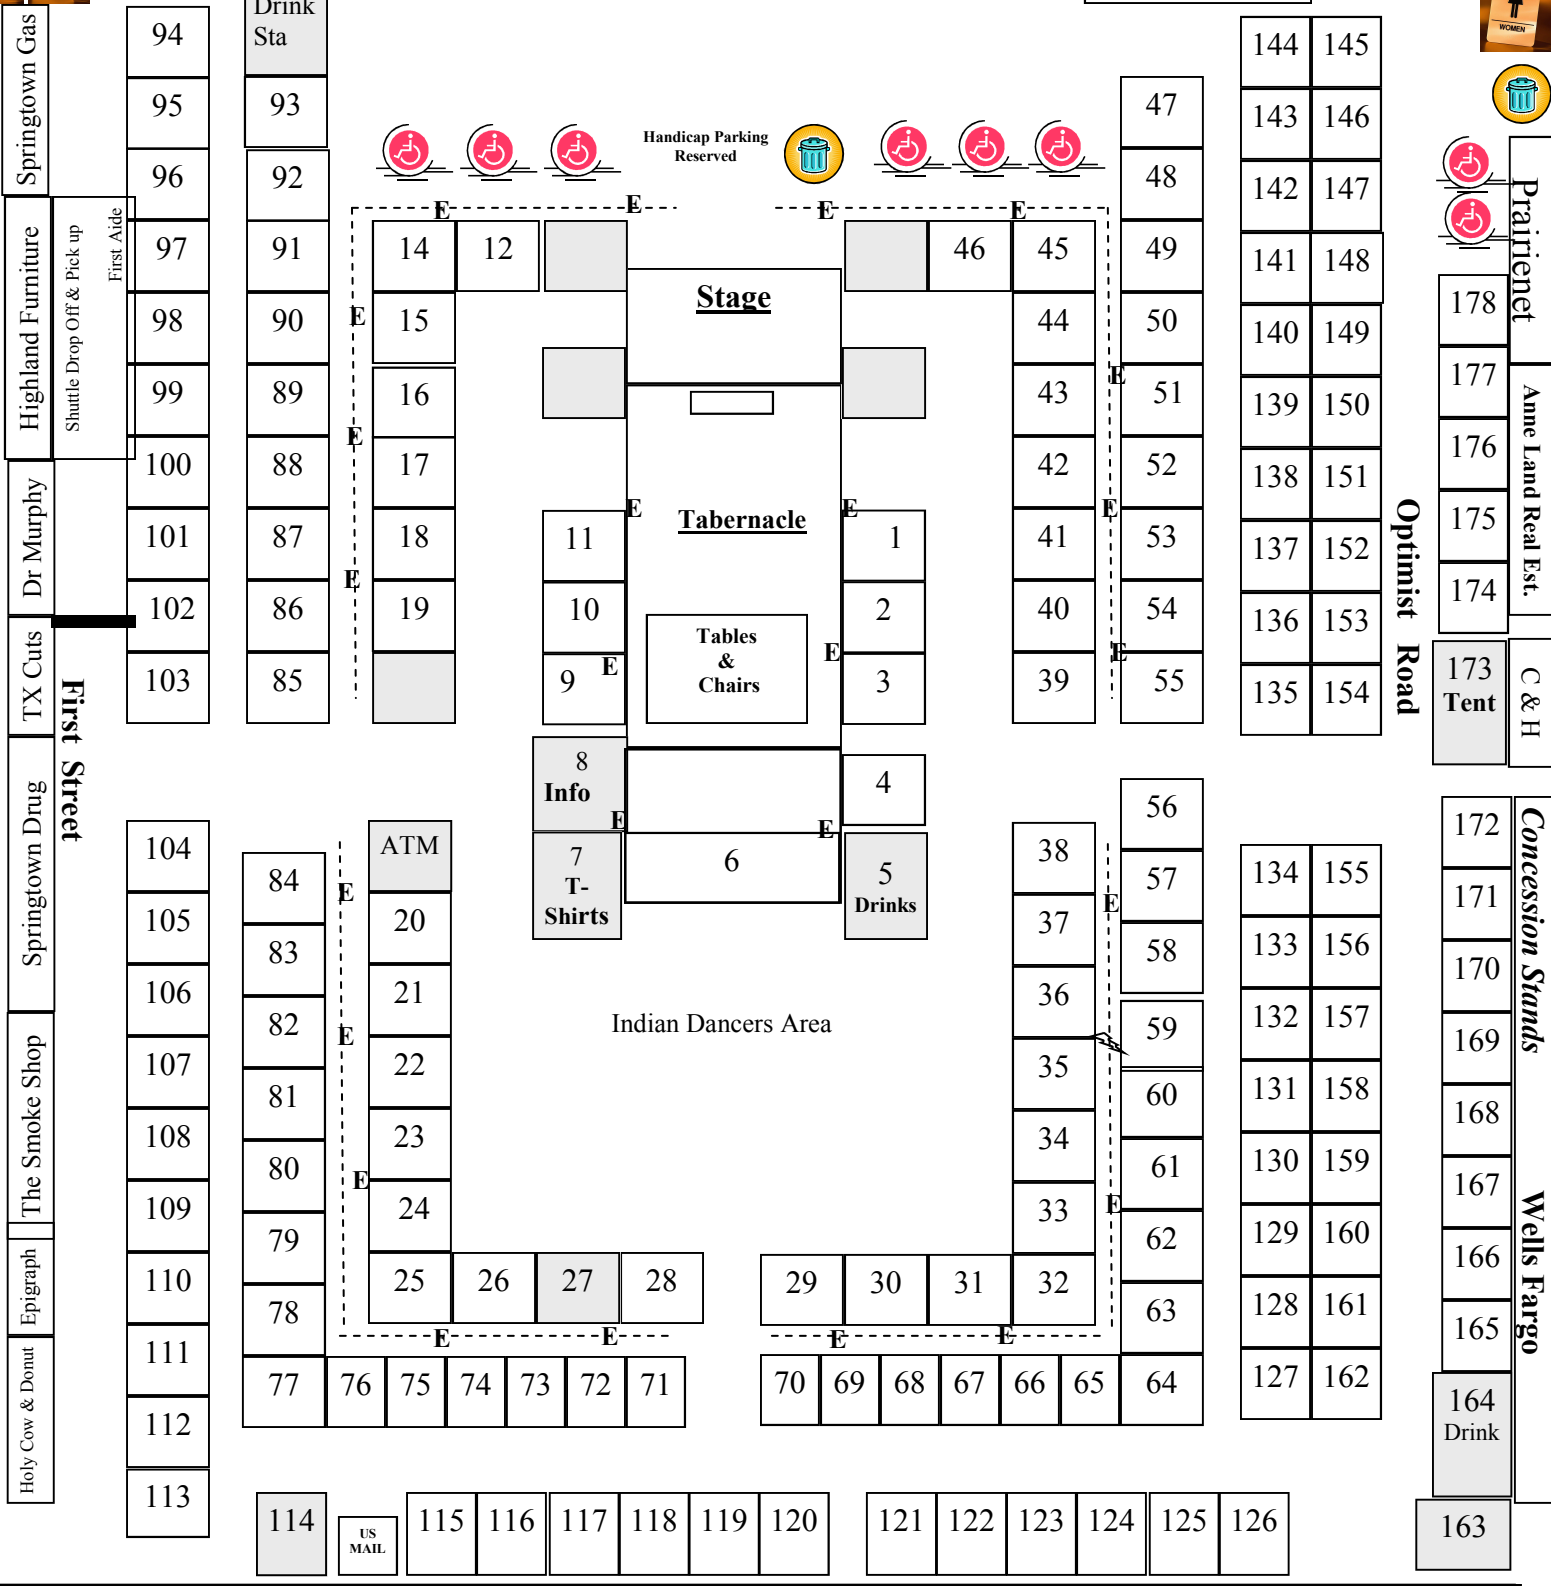 Drink
Sta
WOMEN
Springtown Gas
Highland Furniture
Shuttle Drop Off & Pick up
First Aide
Dr Murphy
TX Cuts
First Street
Springtown Drug
The Smoke Shop
Epigraph
Holy Cow & Donut
94
95
96
97
98
99
100
101
102
103
104
105
106
107
108
109
110
111
112
113
93
92
91
90
89
88
87
86
85
84
83
82
81
80
79
78
77 76 75 74 73 72 71
Handicap Parking
Reserved
E E E E
14 12
15
16
17
18
19
E
E
E
Stage
Tabernacle
E E
11
10
9 E
Tables
&
Chairs
E
1
2
3
4
8
Info
E
7
T-
Shirts
6
E
5
Drinks
46 45
44
43
42
41
40
39
E
E
E
ATM
20
21
22
23
24
25 26 27 28
E
E
E
E E
Indian Dancers Area
38
37
36
35
34
33
29 30 31 32
E
E
E E
47
48
49
50
51
52
53
54
55
56
57
58
59
60
61
62
63
70 69 68 67 66 65 64
144 145
143 146
142 147
141 148
140 149
139 150
138 151
137 152
136 153
135 154
134 155
133 156
132 157
131 158
130 159
129 160
128 161
127 162
Optimist Road
178
177
176
175
174
173
Tent
172
171
170
169
168
167
166
165
164
Drink
163
Prairienet
Anne Land Real Est.
C & H
Concession Stands
Wells Fargo
114
US
MAIL
115 116 117 118 119 120
121 122 123 124 125 126